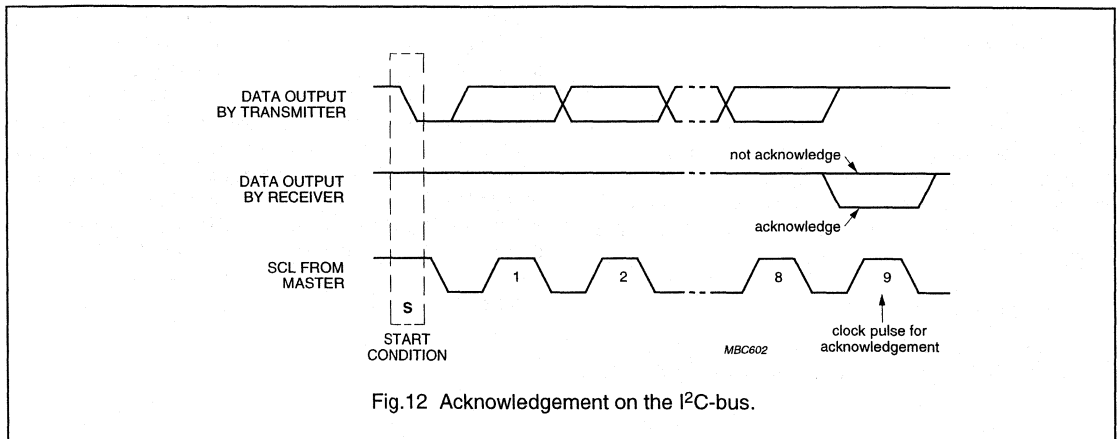 DATA OUTPUT
BY TRANSMITTER
not acknowledge
DATA OUTPUT
BY RECEIVER
acknowledge
SCL FROM
MASTER
1
2
8
9
S
START
CONDITION
MBC602
clock pulse for
acknowledgement
Fig.12 Acknowledgement on the I²C-bus.